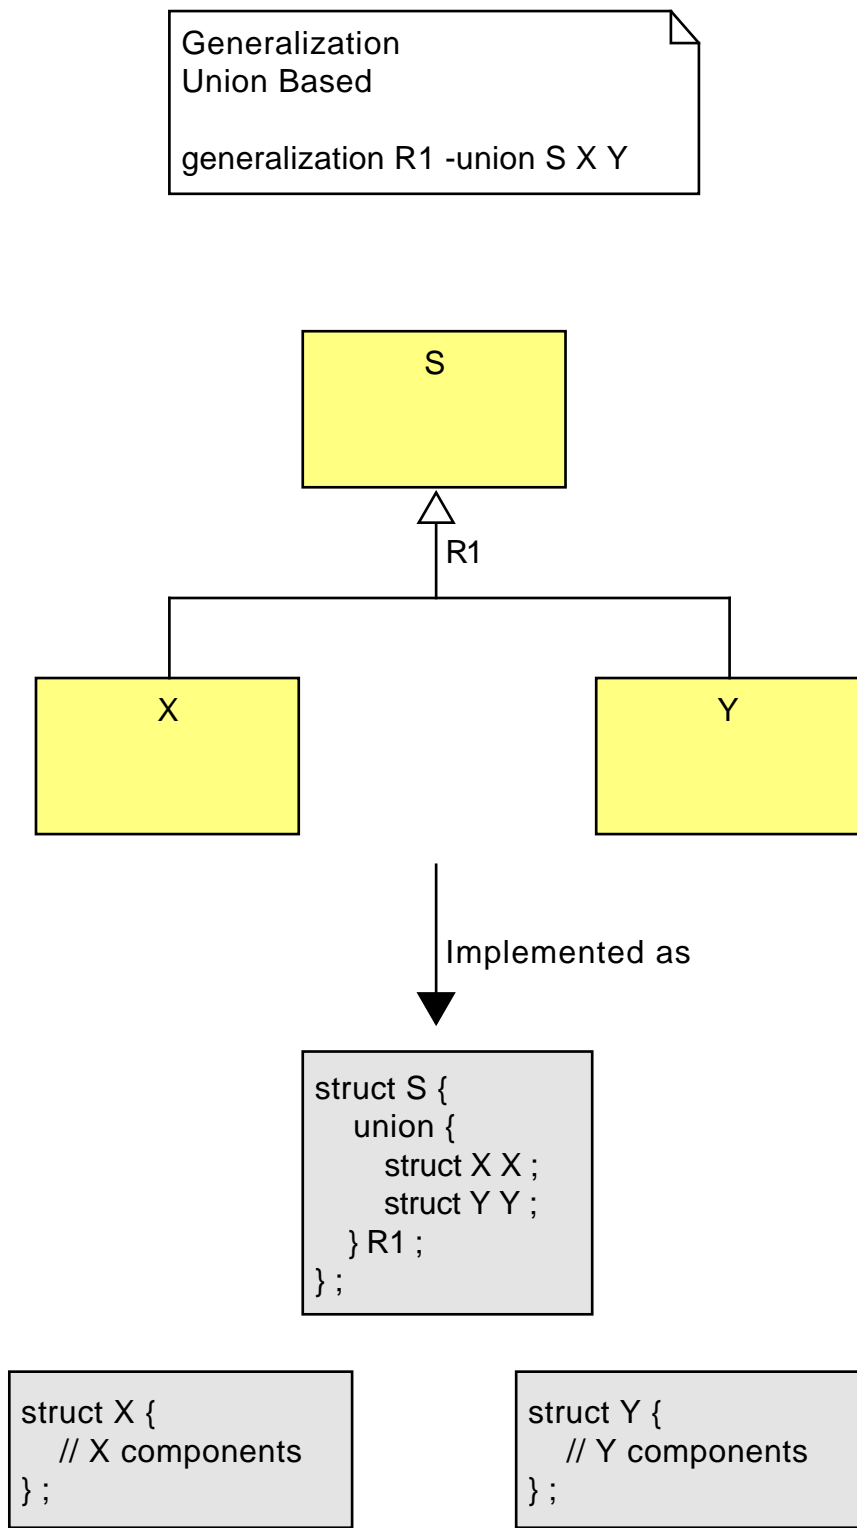 Generalization
Union Based
generalization R1 -union S X Y
S
R1
X
Y
Implemented as
struct S {
union {
struct X X ;
struct Y Y ;
} R1 ;
} ;
struct X {
// X components
} ;
struct Y {
// Y components
} ;